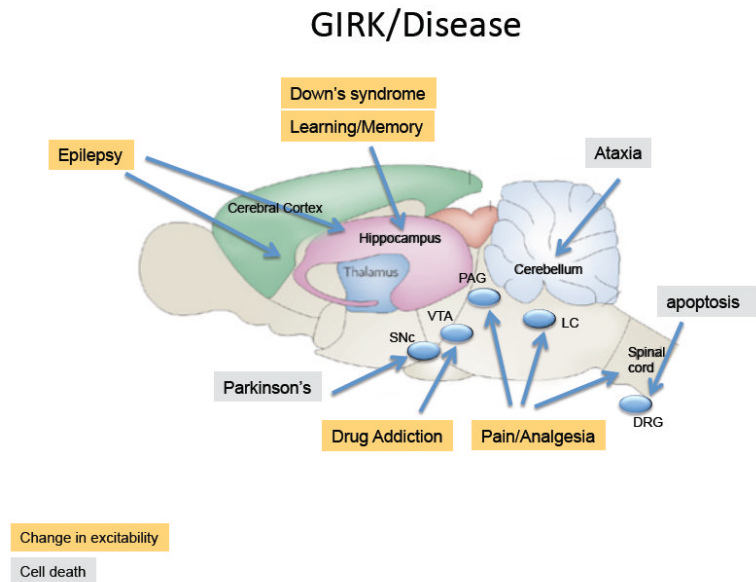 GIRK/Disease
Down's syndrome
Learning/Memory
Epilepsy
Ataxia
Cerebral Cortex
Hippocampus
Thalamus
Cerebellum
PAG
apoptosis
VTA
LC
SNc
Spinal
cord
Parkinson's
DRG
Drug Addiction
Pain/Analgesia
Change in excitability
Cell death